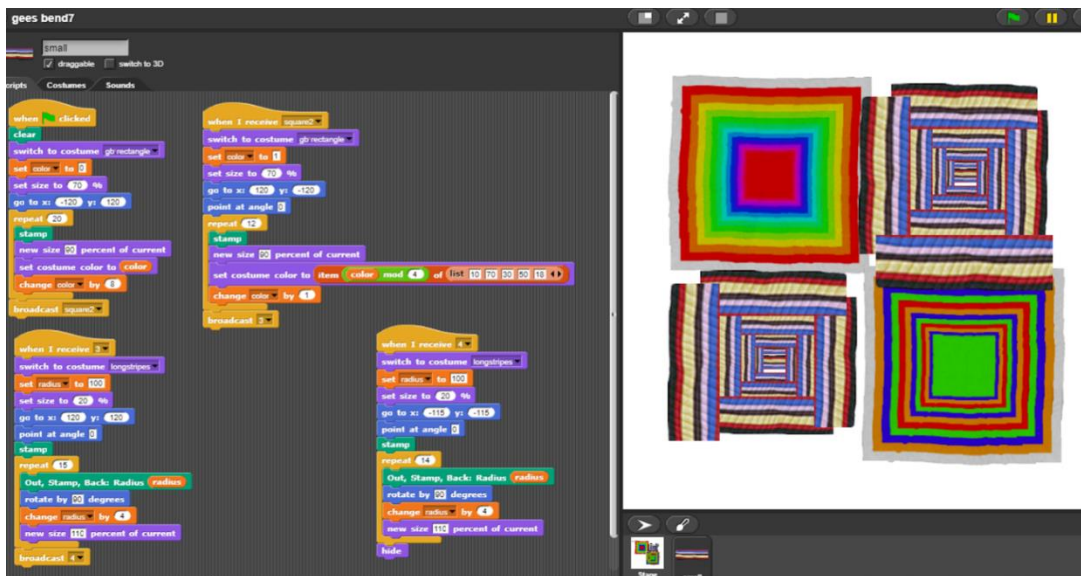 gees bend7
small
draggable switch to 3D
cripts Costumes Sounds
when clicked
clear
switch to costume gb:rectangle
set color to 0
set size to 70 %
go to x: -120 y: 120
repeat 20
stamp
new size 90 percent of current
set costume color to color
change color by 8
broadcast square2
when I receive square2
switch to costume gb:rectangle
set color to 1
set size to 70 %
go to x: 120 y: -120
point at angle 0
repeat 12
stamp
new size 90 percent of current
set costume color to item color mod 4 of list 10 70 30 50 18
change color by 1
broadcast 3
when I receive 3
switch to costume longstripes
set radius to 100
set size to 20 %
go to x: 120 y: 120
point at angle 0
stamp
repeat 15
Out, Stamp, Back: Radius radius
rotate by 90 degrees
change radius by 4
new size 110 percent of current
broadcast 4
when I receive 4
switch to costume longstripes
set radius to 100
set size to 20 %
go to x: -115 y: -115
point at angle 0
stamp
repeat 14
Out, Stamp, Back: Radius radius
rotate by 90 degrees
change radius by 4
new size 110 percent of current
hide
Stage